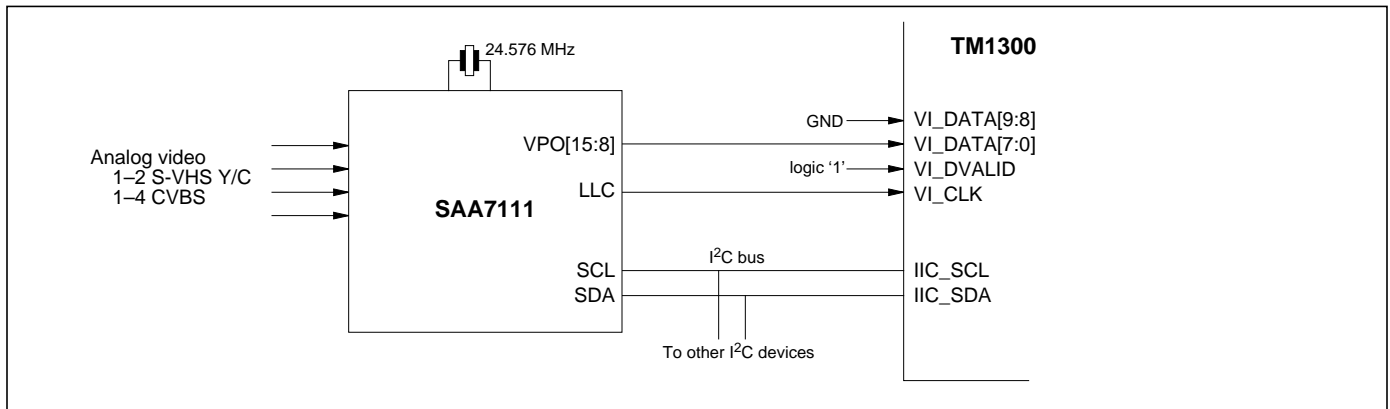 24.576 MHz
TM1300
Analog video
1–2 S-VHS Y/C
1–4 CVBS
SAA7111
VPO[15:8]
LLC
SCL
SDA
GND
logic ‘1’
VI_DATA[9:8]
VI_DATA[7:0]
VI_DVALID
VI_CLK
I²C bus
IIC_SCL
IIC_SDA
To other I²C devices